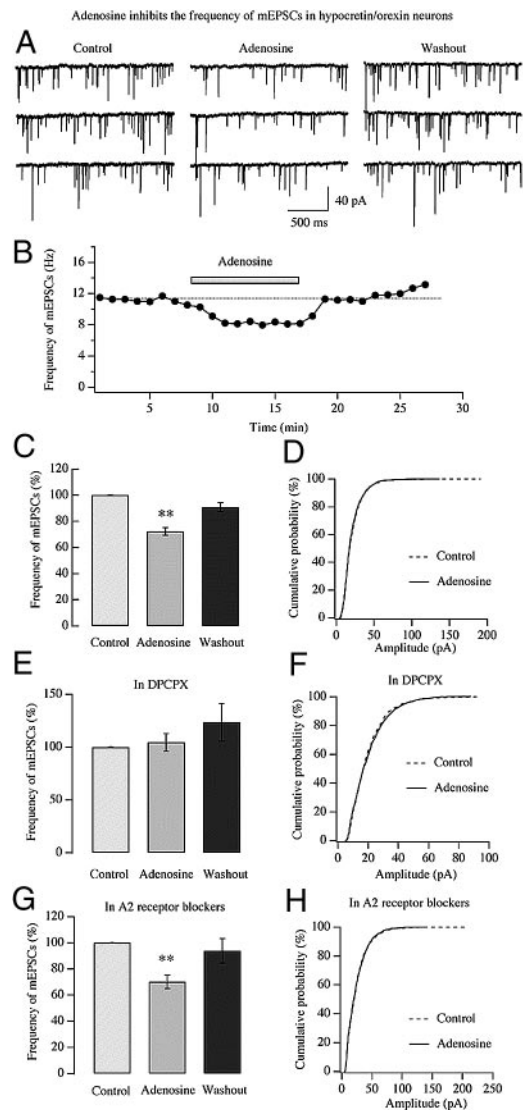 Adenosine inhibits the frequency of mEPSCs in hypocretin/orexin neurons
A
Control Adenosine Washout
40 pA
500 ms
B
Frequency of mEPSCs (Hz)
16
12
8
4
0
Adenosine
5 10 15 20 25 30
Time (min)
C
Frequency of mEPSCs (%)
120
100
80
60
40
20
0
**
Control Adenosine Washout
D
Cumulative probability (%)
100
80
60
40
20
0
Control
Adenosine
0 50 100 150 200
Amplitude (pA)
E
In DPCPX
Frequency of mEPSCs (%)
150
100
50
0
Control Adenosine Washout
F
In DPCPX
Cumulative probability (%)
100
80
60
40
20
0
Control
Adenosine
0 20 40 60 80 100
Amplitude (pA)
G
In A2 receptor blockers
Frequency of mEPSCs (%)
120
100
80
60
40
20
0
**
Control Adenosine Washout
H
In A2 receptor blockers
Cumulative probability (%)
100
80
60
40
20
0
Control
Adenosine
0 50 100 150 200 250
Amplitude (pA)